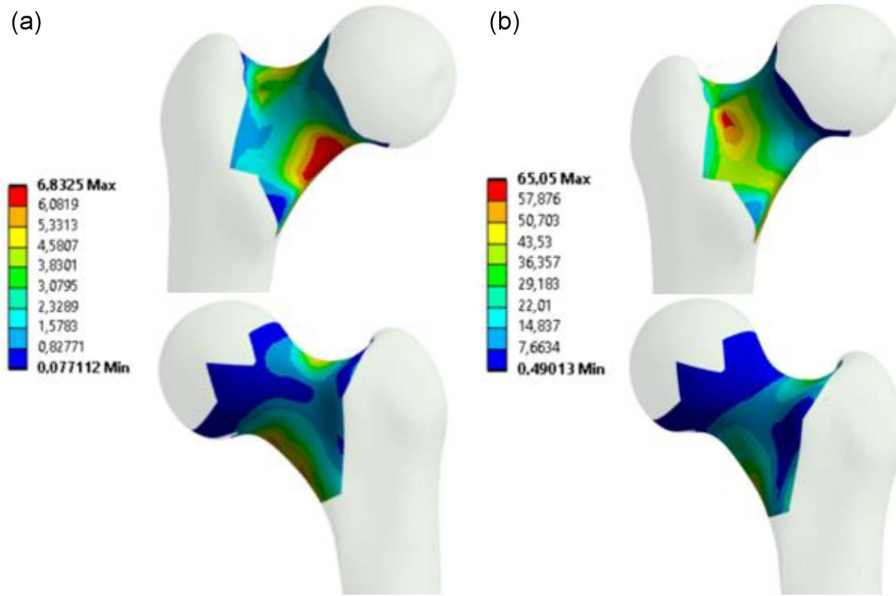 (a)
(b)
6,8325 Max
6,0819
5,3313
4,5807
3,8301
3,0795
2,3289
1,5783
0,82771
0,077112 Min
65,05 Max
57,876
50,703
43,53
36,357
29,183
22,01
14,837
7,6634
0,49013 Min